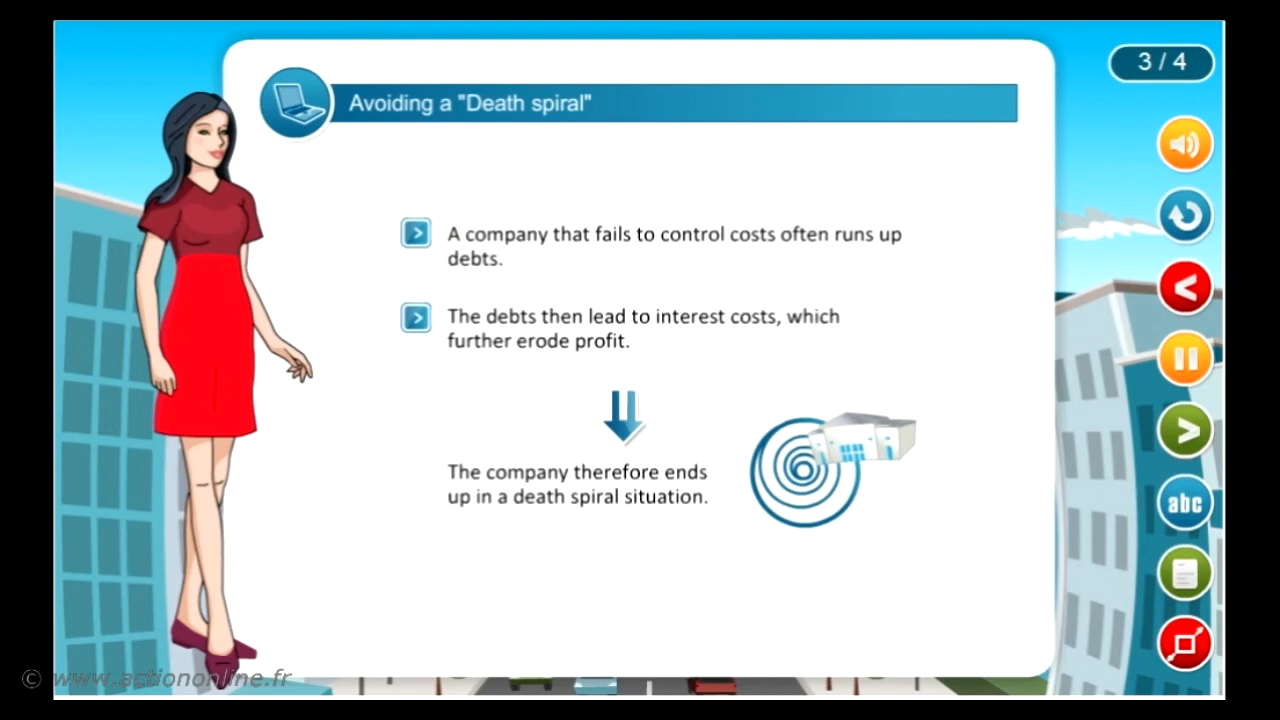 3 / 4
Avoiding a "Death spiral"
A company that fails to control costs often runs up
debts.
The debts then lead to interest costs, which
further erode profit.
The company therefore ends
up in a death spiral situation.
abc
© www.actiononline.fr